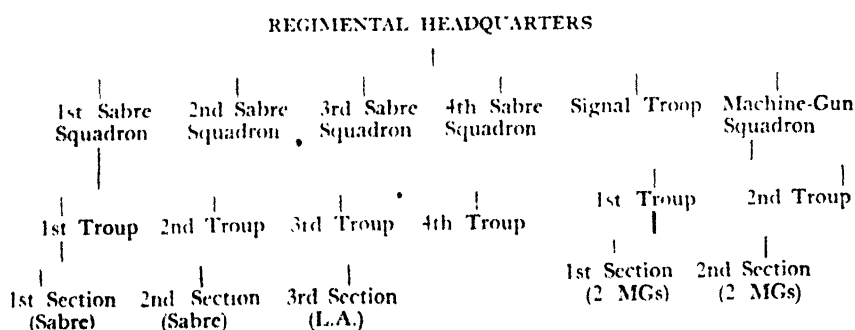 REGIMENTAL HEADQUARTERS
1st Sabre Squadron
2nd Sabre Squadron
3rd Sabre Squadron
4th Sabre Squadron
Signal Troop
Machine-Gun Squadron
1st Troup
2nd Troup
3rd Troup
4th Troup
1st Troup
2nd Troup
1st Section (Sabre)
2nd Section (Sabre)
3rd Section (L.A.)
1st Section (2 MGs)
2nd Section (2 MGs)